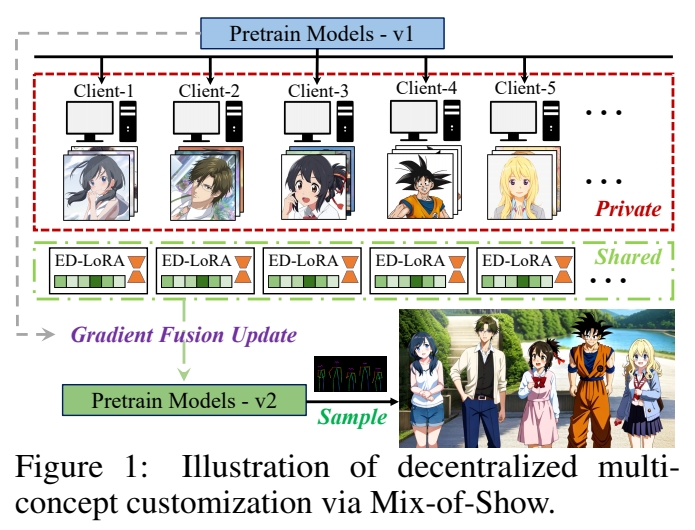 Pretrain Models - v1
Client-1 Client-2 Client-3 Client-4 Client-5
...
...
Private
Shared
ED-LoRA ED-LoRA ED-LoRA ED-LoRA ED-LoRA
...
Gradient Fusion Update
Pretrain Models - v2
Sample
Figure 1: Illustration of decentralized multi-
concept customization via Mix-of-Show.